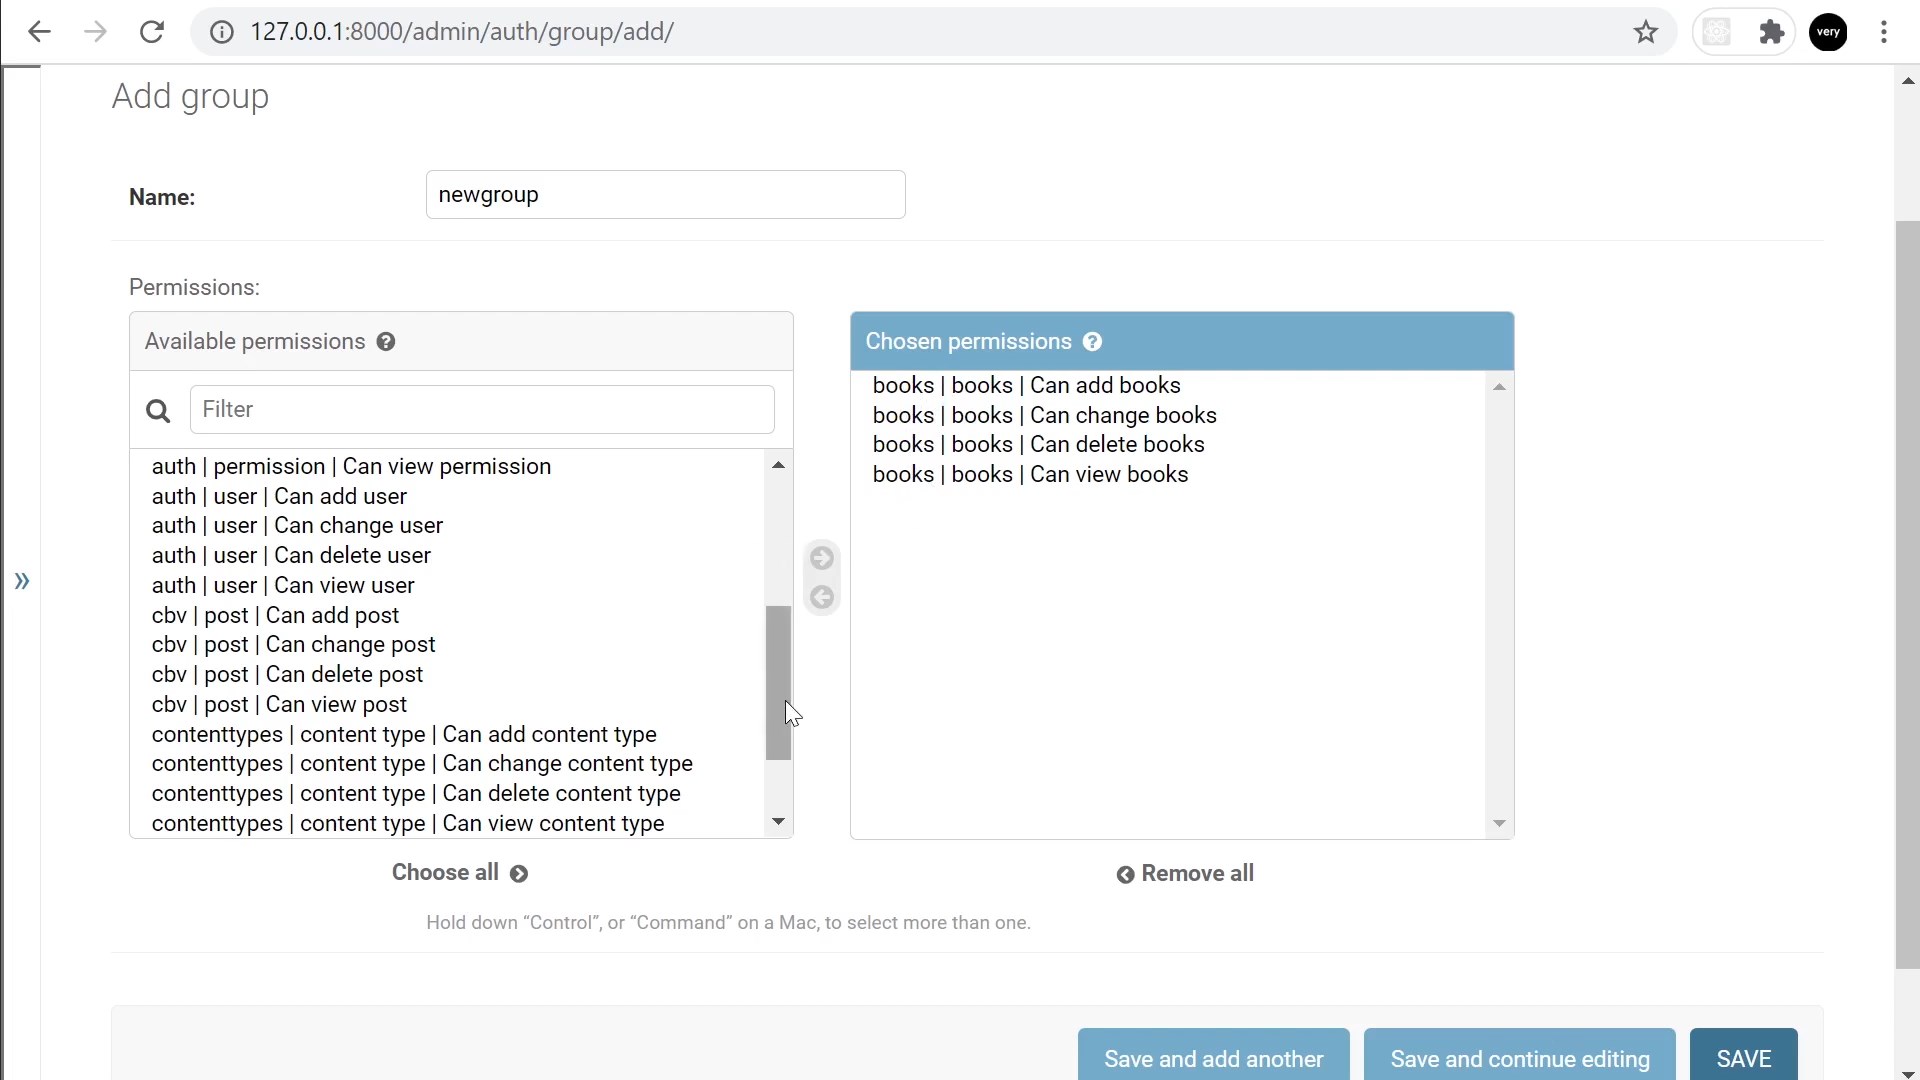 127.0.0.1:8000/admin/auth/group/add/
very
Add group
Name:
newgroup
Permissions:
Available permissions ?
Chosen permissions ?
Filter
auth | permission | Can view permission
auth | user | Can add user
auth | user | Can change user
auth | user | Can delete user
auth | user | Can view user
cbv | post | Can add post
cbv | post | Can change post
cbv | post | Can delete post
cbv | post | Can view post
contenttypes | content type | Can add content type
contenttypes | content type | Can change content type
contenttypes | content type | Can delete content type
contenttypes | content type | Can view content type
books | books | Can add books
books | books | Can change books
books | books | Can delete books
books | books | Can view books
»
Choose all
Remove all
Hold down “Control”, or “Command” on a Mac, to select more than one.
Save and add another
Save and continue editing
SAVE